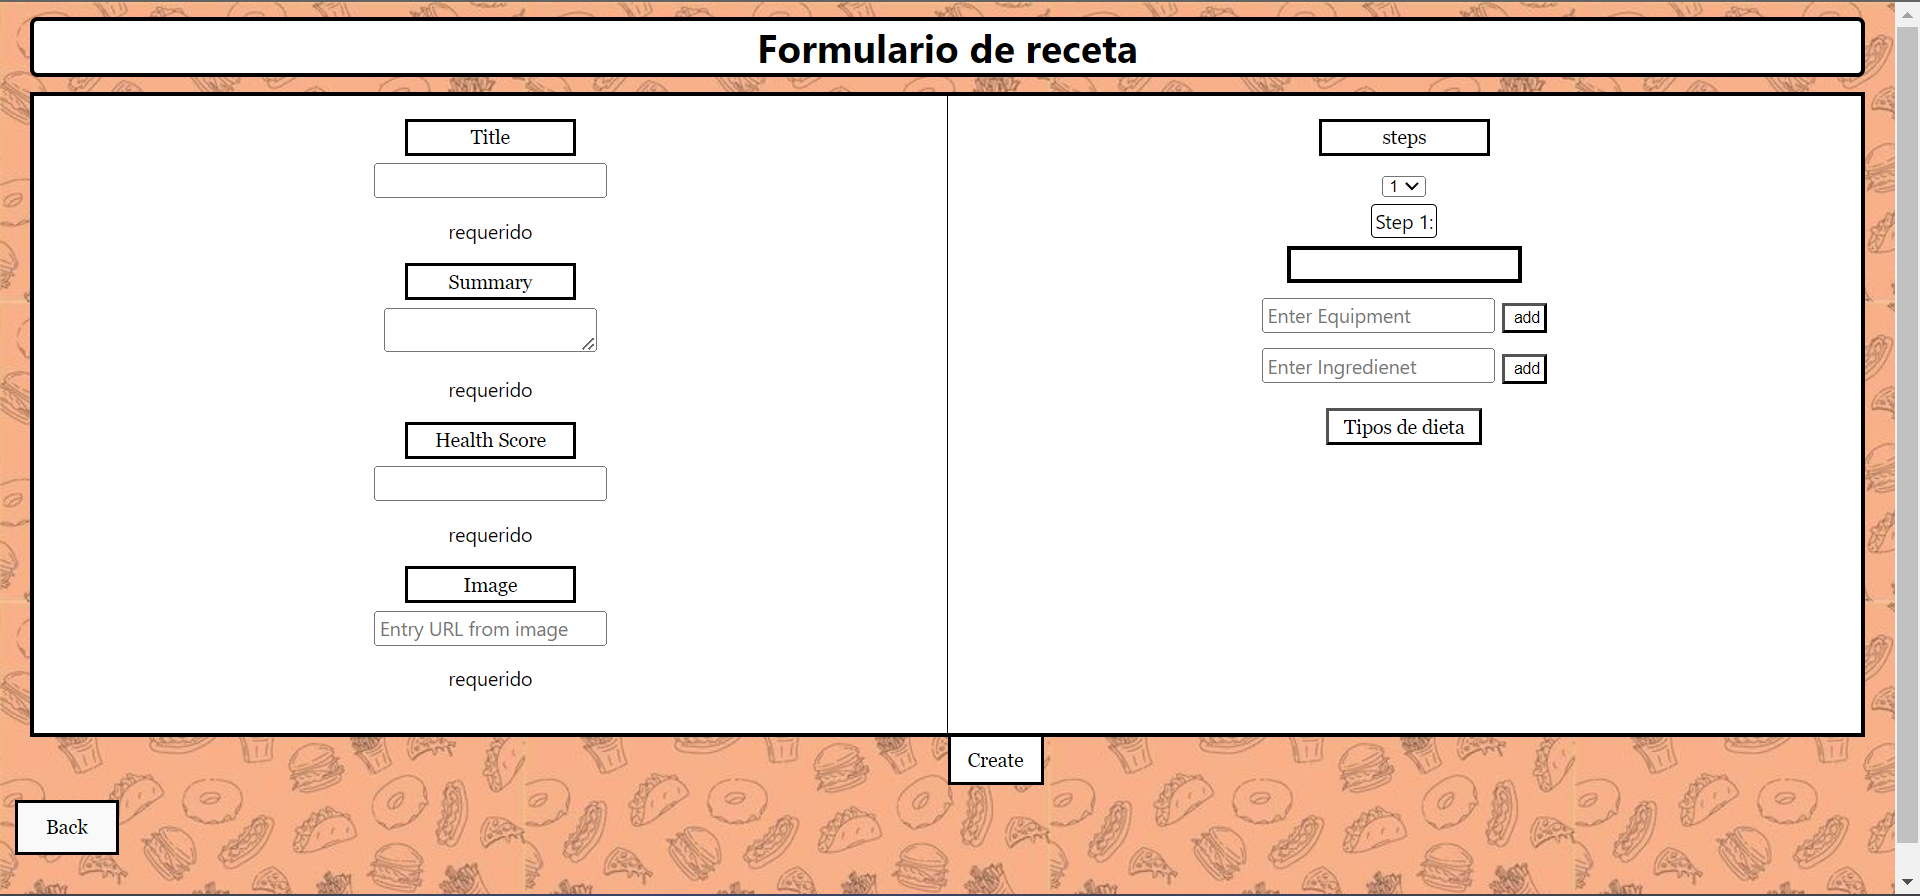 Formulario de receta
Title
requerido
Summary
requerido
Health Score
requerido
Image
Entry URL from image
requerido
steps
1
Step 1:
Enter Equipment add
Enter Ingredienet add
Tipos de dieta
Create
Back